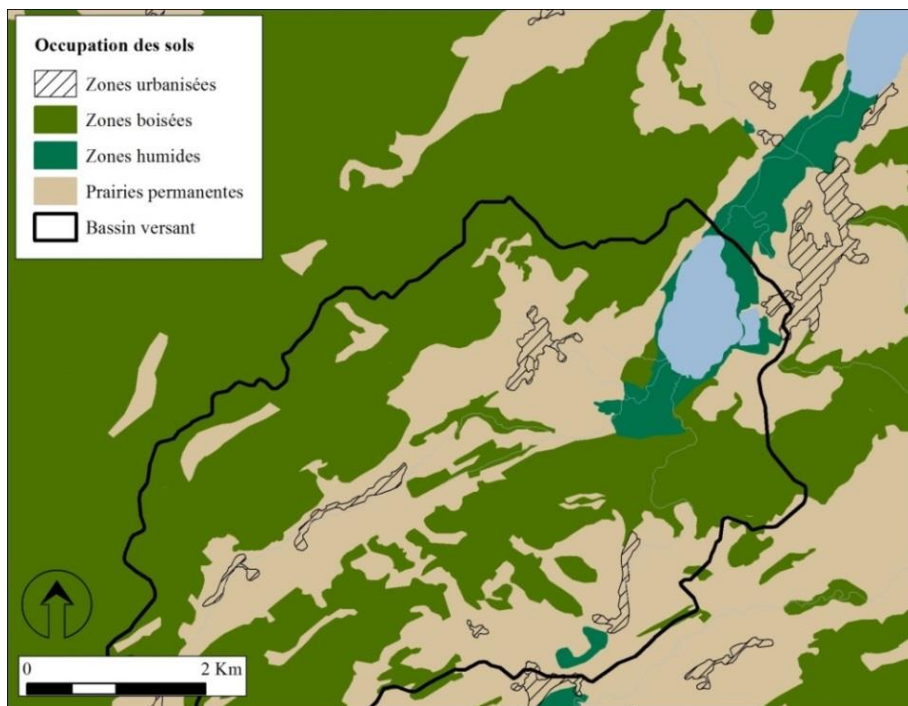 Occupation des sols
Zones urbanisées
Zones boisées
Zones humides
Prairies permanentes
Bassin versant
0 2 Km